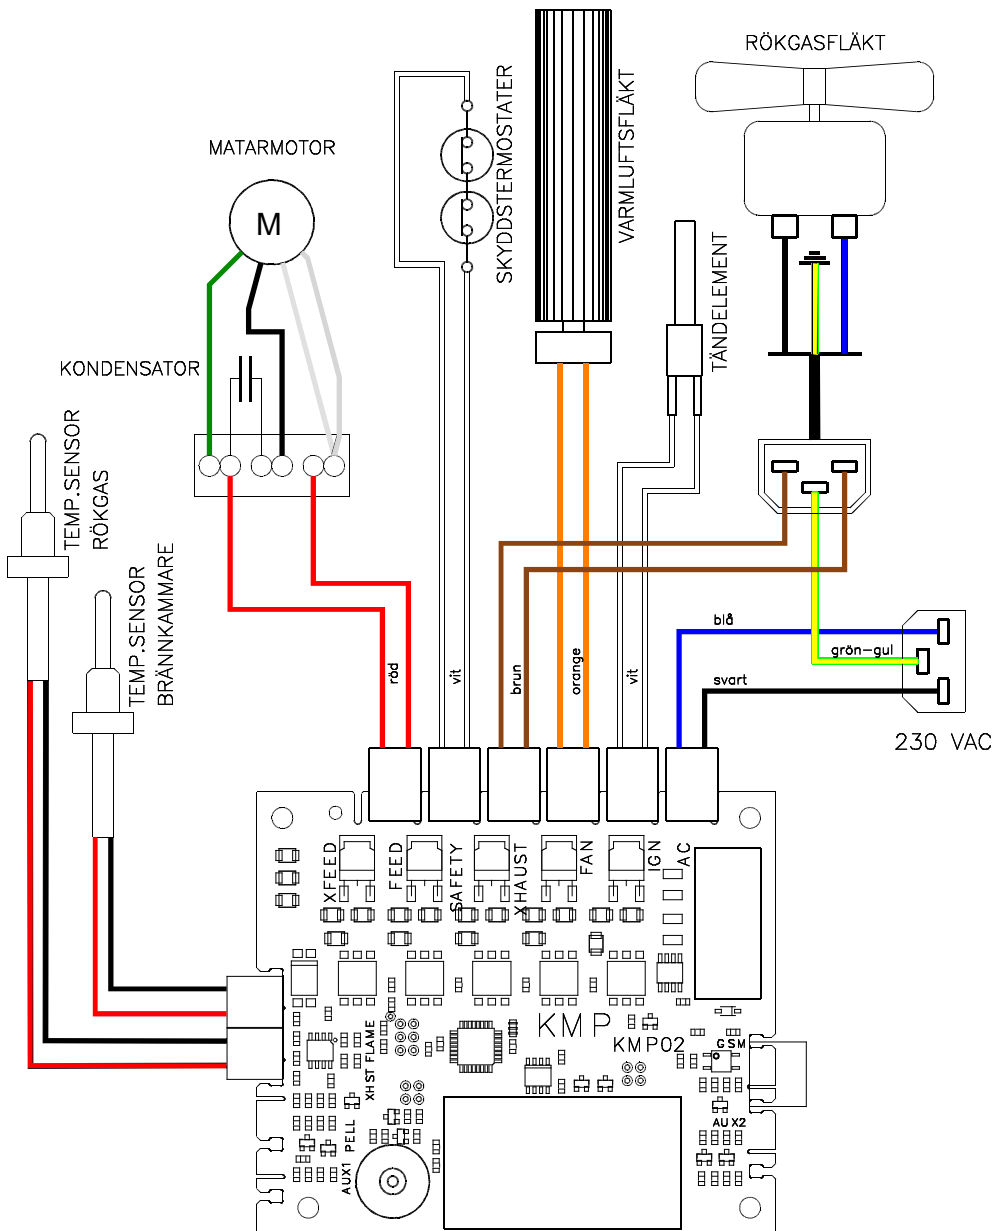 RÖKGASFLÄKT
MATARMOTOR
M
SKYDDSTERMOSTATER
VARMLUFTSFLÄKT
TÄNDELEMENT
KONDENSATOR
TEMP.SENSOR
RÖKGAS
TEMP.SENSOR
BRÄNNKAMMARE
röd
vit
brun
orange
vit
blå
grön-gul
svart
230 VAC
XFEED
FEED
SAFETY
XHAUST
FAN
IGN
AC
KMP
KMP02
GSM
XHST FLAME
AUX2
AUX1 PELL